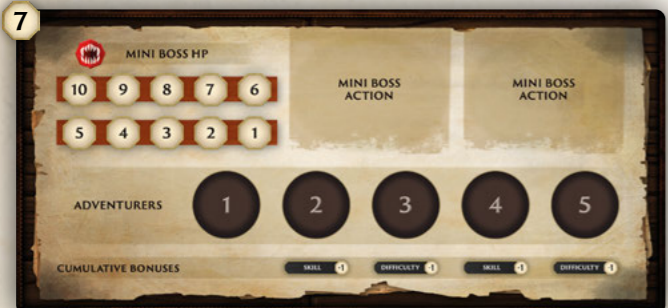 7
MINI BOSS HP
10 9 8 7 6
5 4 3 2 1
MINI BOSS
ACTION
MINI BOSS
ACTION
ADVENTURERS 1 2 3 4 5
CUMULATIVE BONUSES SKILL -1 DIFFICULTY -1 SKILL -1 DIFFICULTY -1